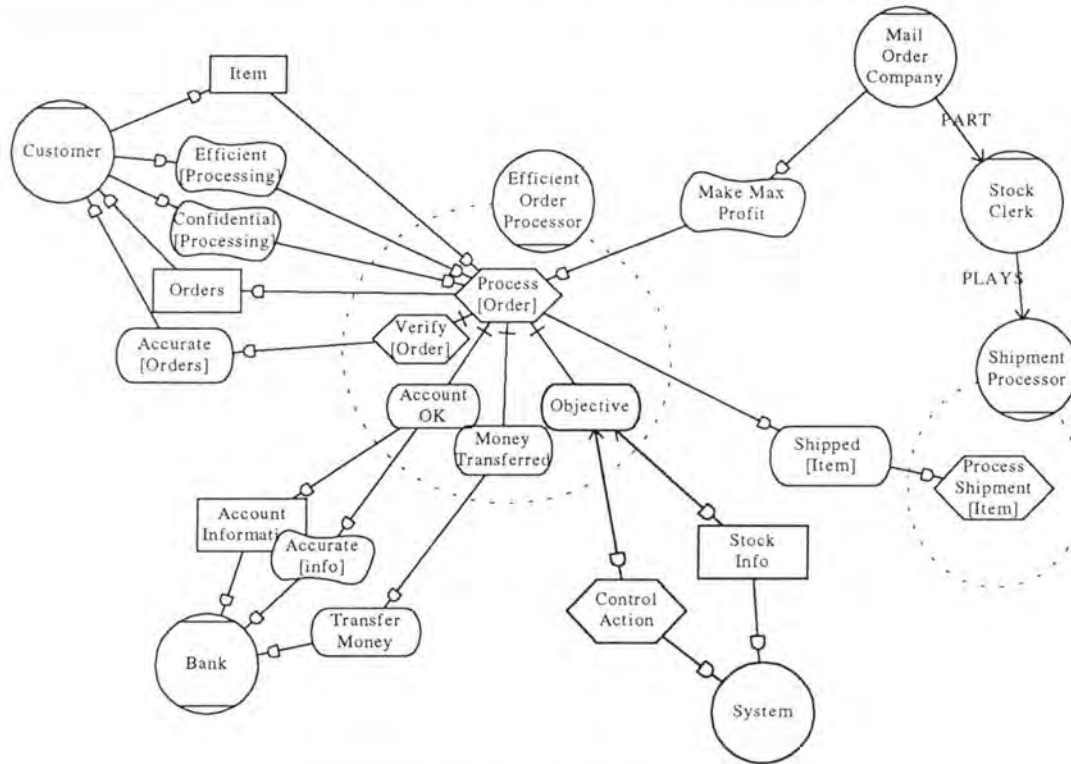 Mail
Order
Company
Item
PART
Customer
Efficient
[Processing]
Efficient
Order
Processor
Make Max
Profit
Stock
Clerk
Confidential
[Processing]
Orders
Process
[Order]
PLAYS
Verify
[Order]
Accurate
[Orders]
Shipment
Processor
Account
OK
Objective
Money
Transferred
Shipped
[Item]
Process
Shipment
[Item]
Account
Informatic
Accurate
[info]
Stock
Info
Control
Action
Transfer
Money
Bank
System